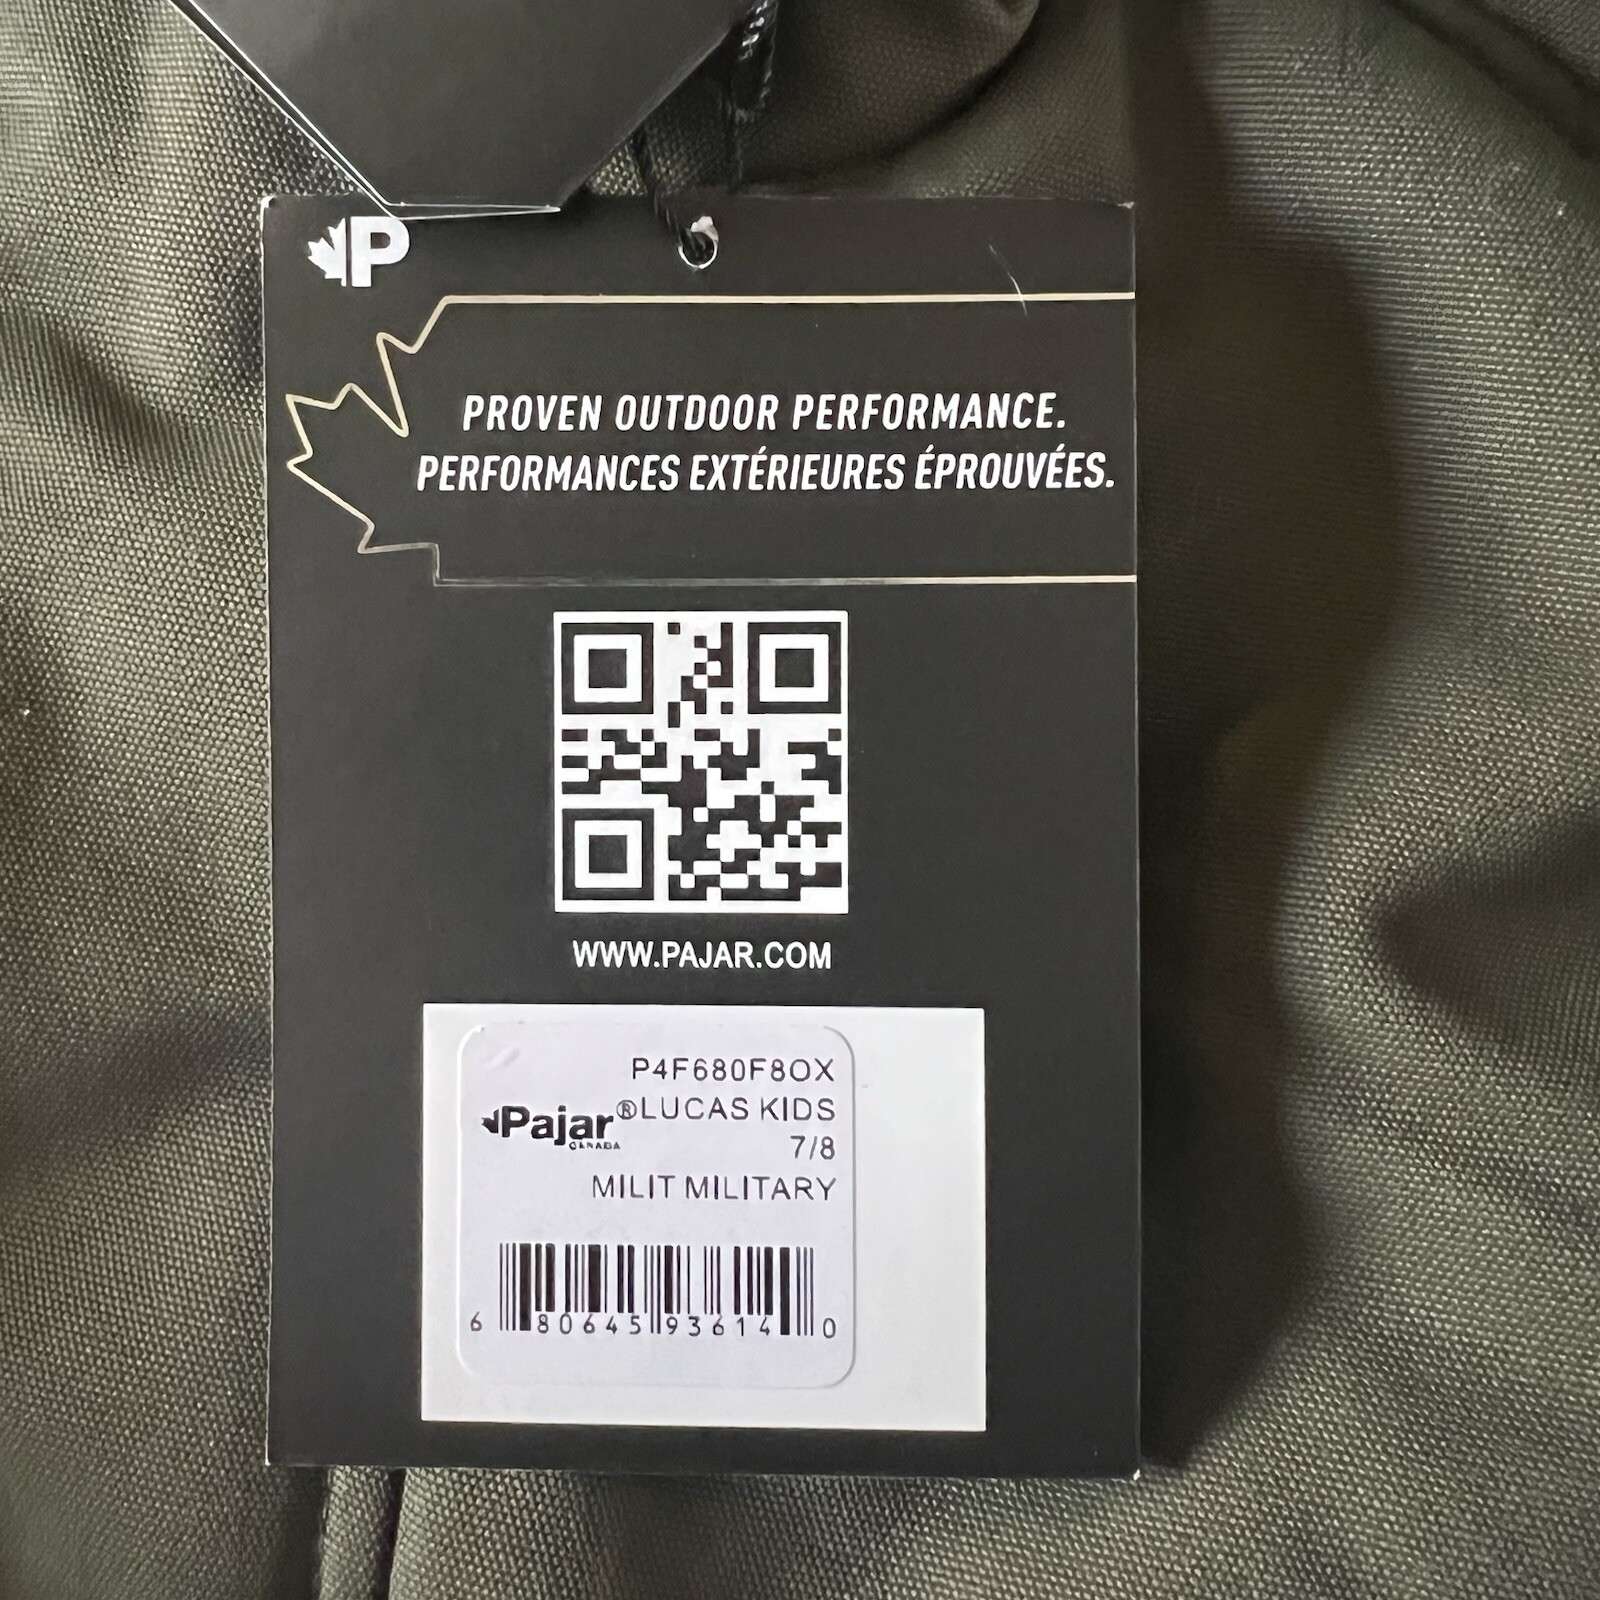 P
PROVEN OUTDOOR PERFORMANCE.
PERFORMANCES EXTÉRIEURES ÉPROUVÉES.
WWW.PAJAR.COM
P4F680F8OX
Pajar®LUCAS KIDS
CANADA
7/8
MILIT MILITARY
6 80645 93614 0